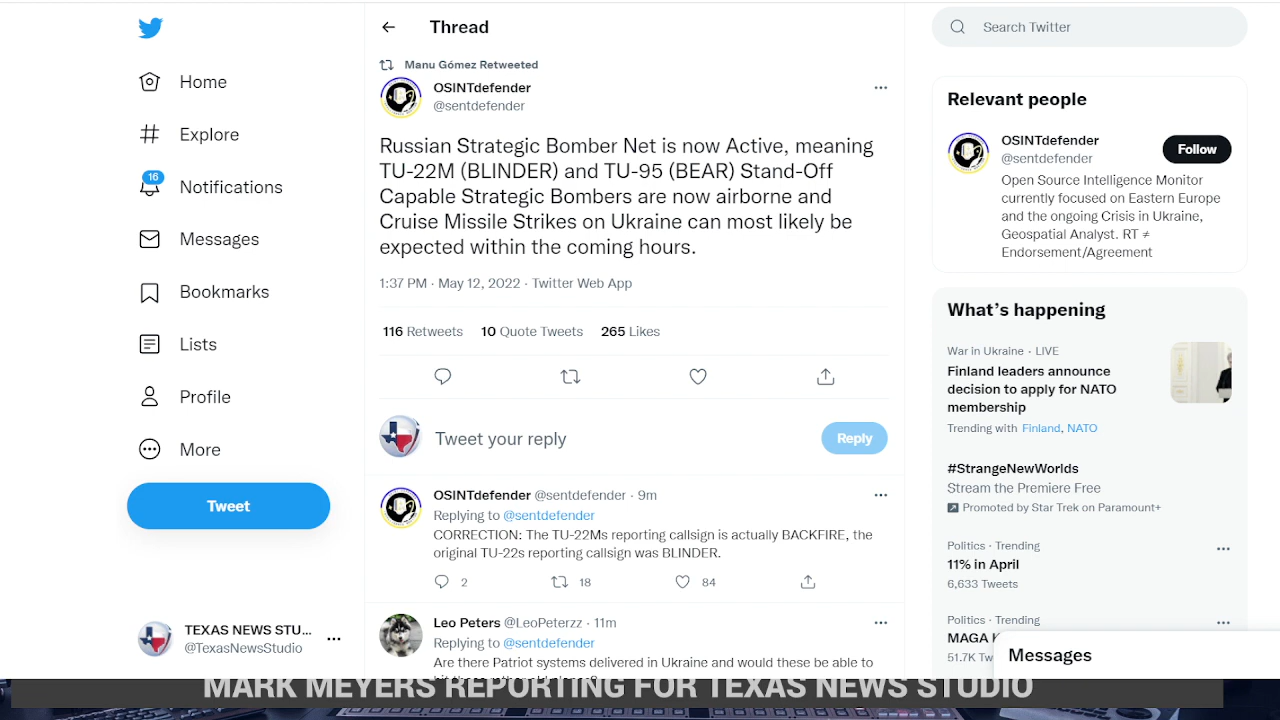 Home
Explore
16
Notifications
Messages
Bookmarks
Lists
Profile
More
Tweet
TEXAS NEWS STU...
@TexasNewsStudio
Thread
Manu Gómez Retweeted
OSINTdefender
@sentdefender
Russian Strategic Bomber Net is now Active, meaning
TU-22M (BLINDER) and TU-95 (BEAR) Stand-Off
Capable Strategic Bombers are now airborne and
Cruise Missile Strikes on Ukraine can most likely be
expected within the coming hours.
1:37 PM · May 12, 2022 · Twitter Web App
116 Retweets 10 Quote Tweets 265 Likes
Tweet your reply
Reply
OSINTdefender @sentdefender · 9m
Replying to @sentdefender
CORRECTION: The TU-22Ms reporting callsign is actually BACKFIRE, the
original TU-22s reporting callsign was BLINDER.
2 18 84
Leo Peters @LeoPeterzz · 11m
Replying to @sentdefender
Are there Patriot systems delivered in Ukraine and would these be able to
Search Twitter
Relevant people
OSINTdefender
@sentdefender
Follow
Open Source Intelligence Monitor
currently focused on Eastern Europe
and the ongoing Crisis in Ukraine,
Geospatial Analyst. RT ≠
Endorsement/Agreement
What's happening
War in Ukraine · LIVE
Finland leaders announce
decision to apply for NATO
membership
Trending with Finland, NATO
#StrangeNewWorlds
Stream the Premiere Free
Promoted by Star Trek on Paramount+
Politics · Trending
11% in April
6,633 Tweets
Politics · Trending
MAGA
51.7K
Messages
MARK MEYERS REPORTING FOR TEXAS NEWS STUDIO